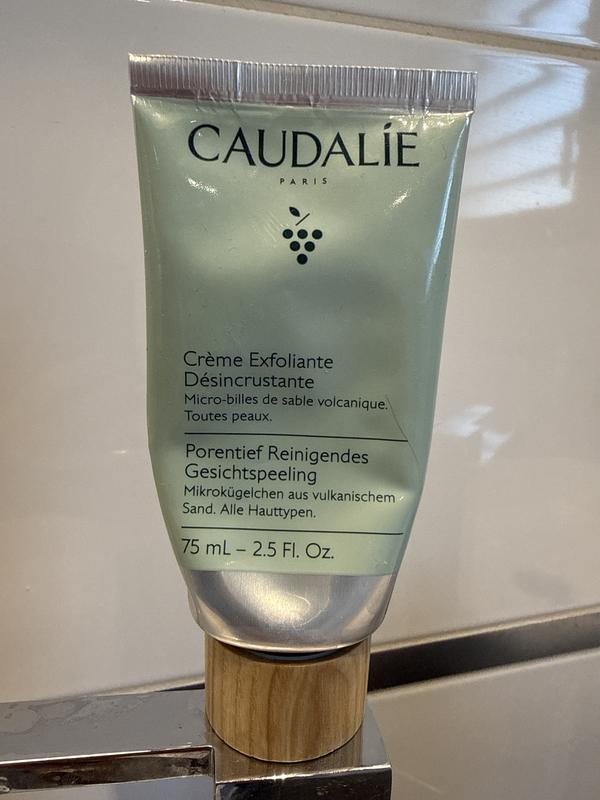 CAUDALÍE
PARIS
Crème Exfoliante
Désincrustante
Micro-billes de sable volcanique.
Toutes peaux.
Porentief Reinigendes
Gesichtspeeling
Mikrokügelchen aus vulkanischem
Sand. Alle Hauttypen.
75 mL – 2.5 Fl. Oz.